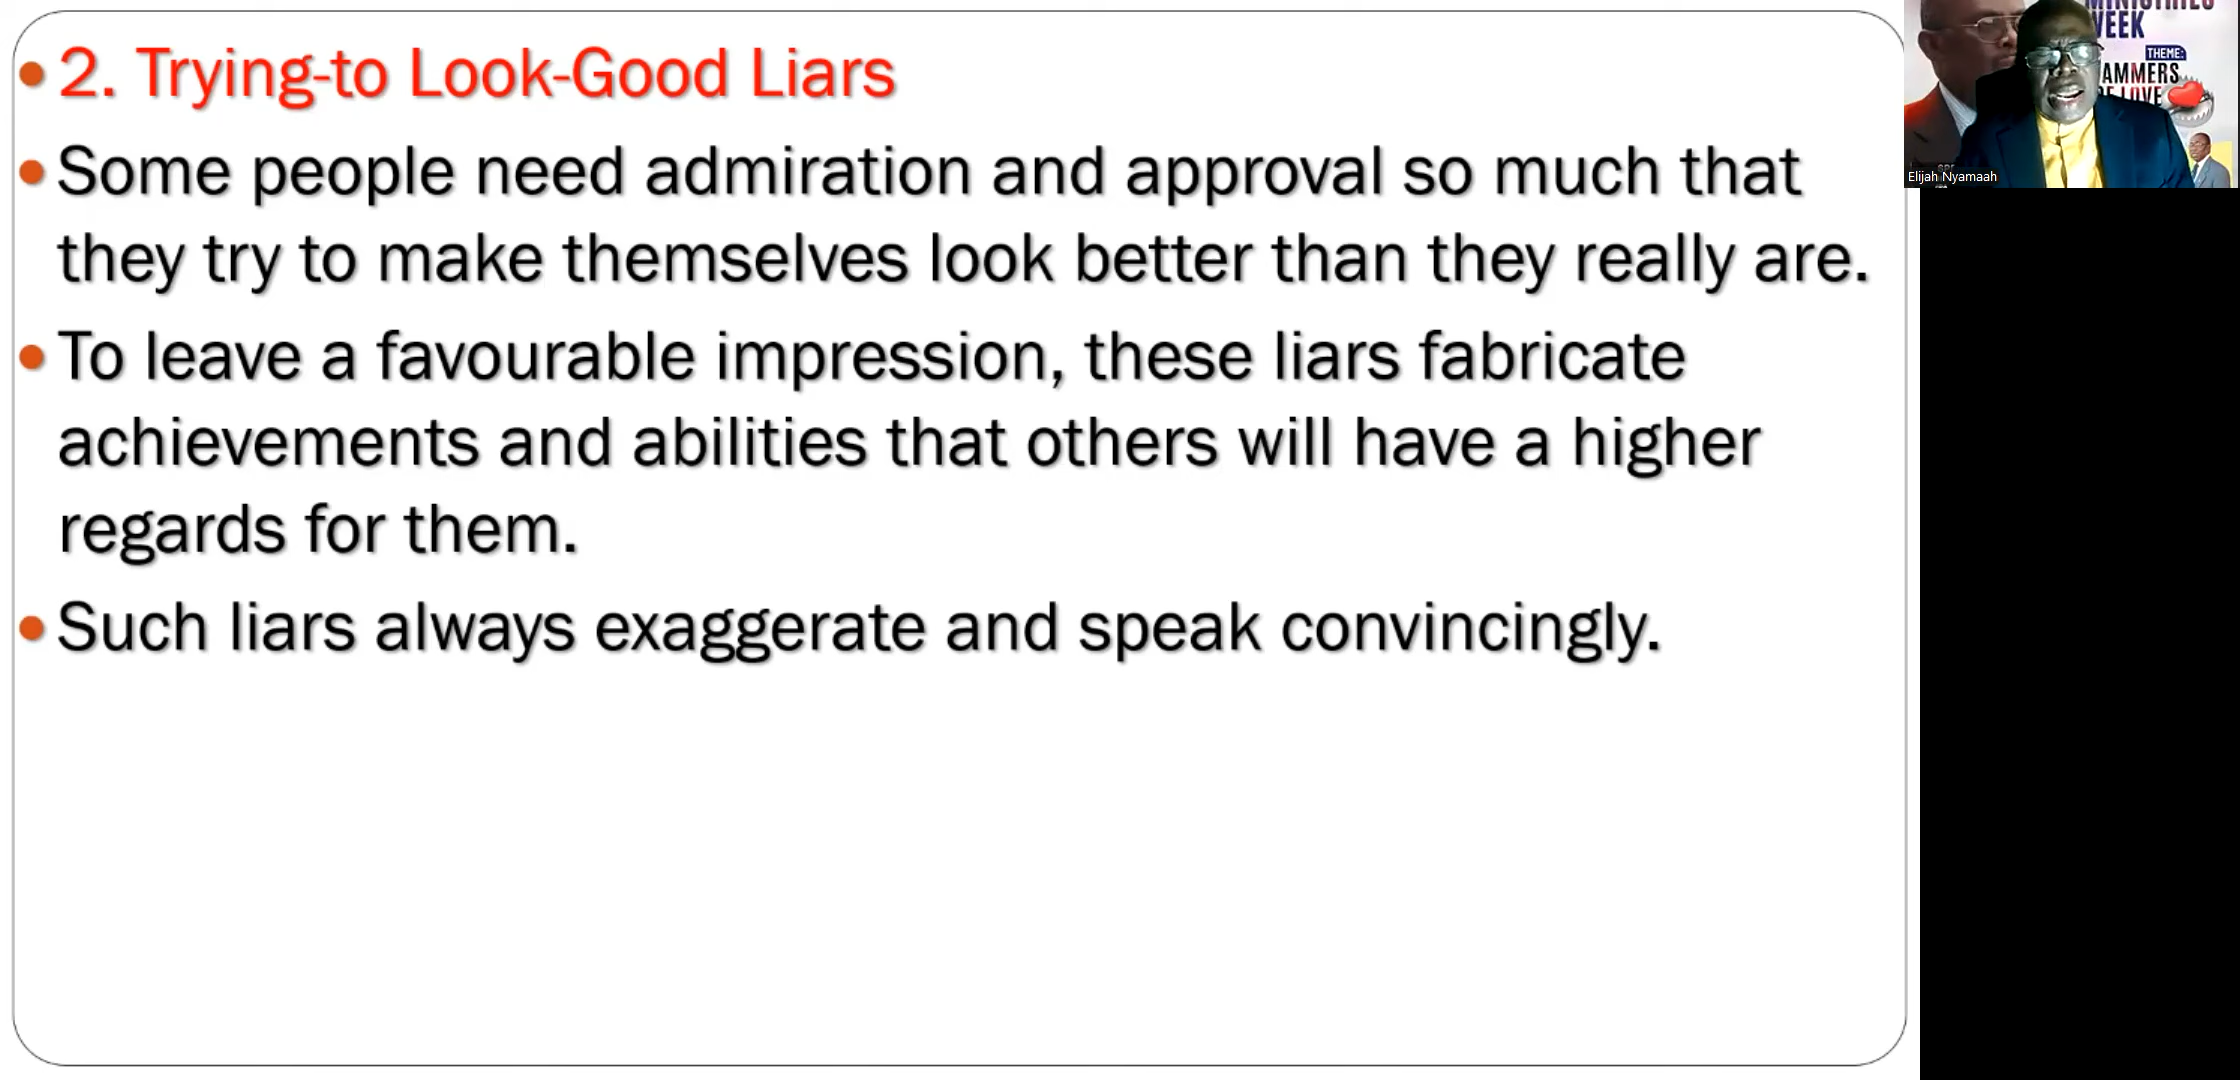 2. Trying-to Look-Good Liars
Some people need admiration and approval so much that
they try to make themselves look better than they really are.
To leave a favourable impression, these liars fabricate
achievements and abilities that others will have a higher
regards for them.
Such liars always exaggerate and speak convincingly.
THEME:
LOVE
Elijah Nyamaah